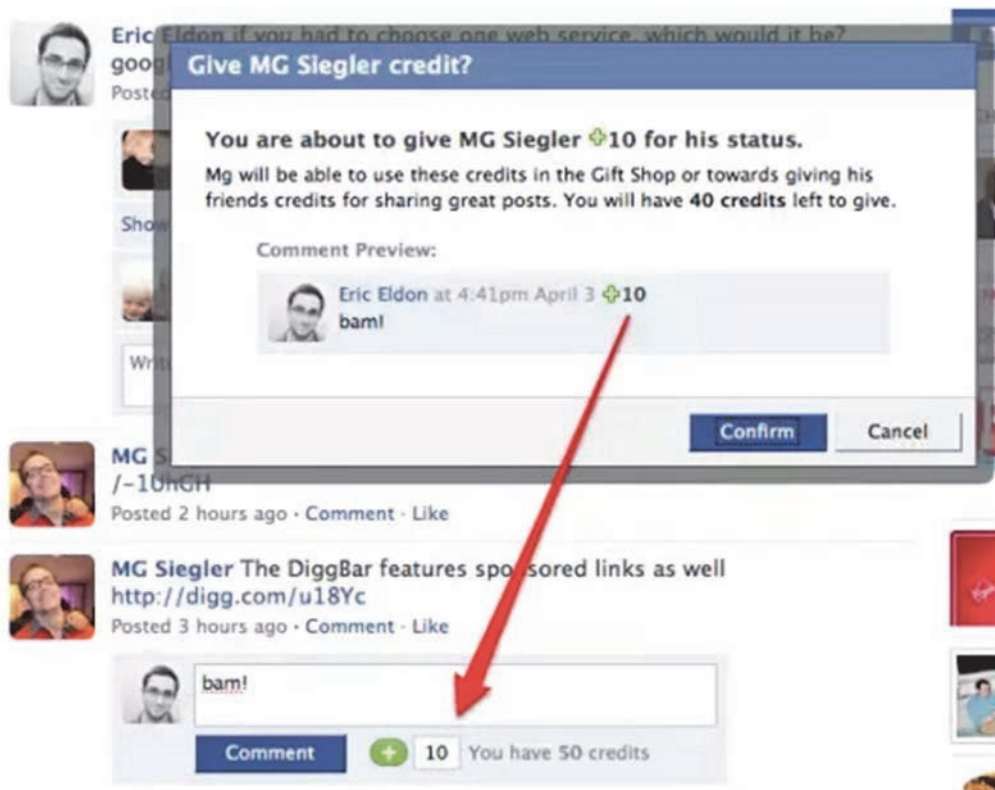 Eric Eldon if you had to choose one web service, which would it be?
goog
Posted
Give MG Siegler credit?
You are about to give MG Siegler +10 for his status.
Mg will be able to use these credits in the Gift Shop or towards giving his
friends credits for sharing great posts. You will have 40 credits left to give.
Comment Preview:
Eric Eldon at 4:41pm April 3 +10
bam!
Show
Writ
Confirm
Cancel
MG S
/-1UhGH
Posted 2 hours ago · Comment · Like
MG Siegler The DiggBar features sponsored links as well
http://digg.com/u18Yc
Posted 3 hours ago · Comment · Like
bam!
Comment + 10 You have 50 credits